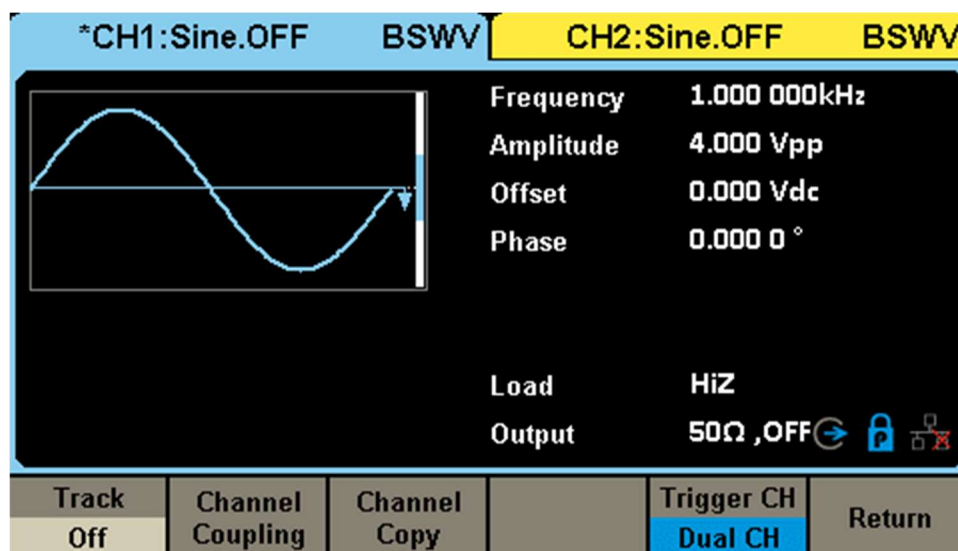 *CH1:Sine.OFF BSWV CH2:Sine.OFF BSWV
Frequency 1.000 000kHz
Amplitude 4.000 Vpp
Offset 0.000 Vdc
Phase 0.000 0 °
Load HiZ
Output 50Ω ,OFF P
Track Off
Channel Coupling
Channel Copy
Trigger CH Dual CH
Return